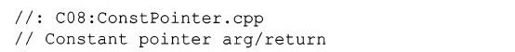 //: C08:ConstPointer.cpp
// Constant pointer arg/return